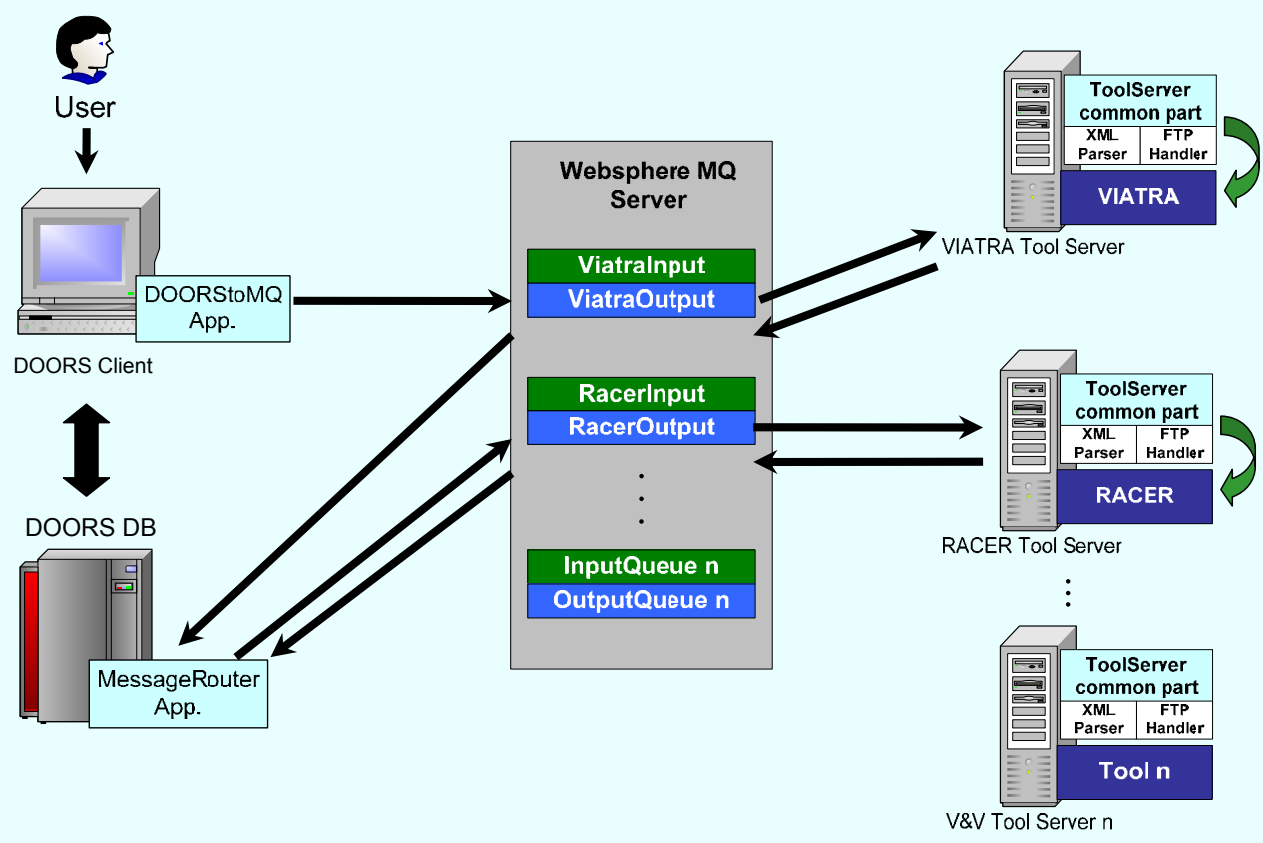 User
DOORStoMQ
App.
DOORS Client
DOORS DB
MessageRouter
App.
Websphere MQ
Server
ViatraInput
ViatraOutput
RacerInput
RacerOutput
InputQueue n
OutputQueue n
ToolServer
common part
XML
Parser
FTP
Handler
VIATRA
VIATRA Tool Server
ToolServer
common part
XML
Parser
FTP
Handler
RACER
RACER Tool Server
ToolServer
common part
XML
Parser
FTP
Handler
Tool n
V&V Tool Server n